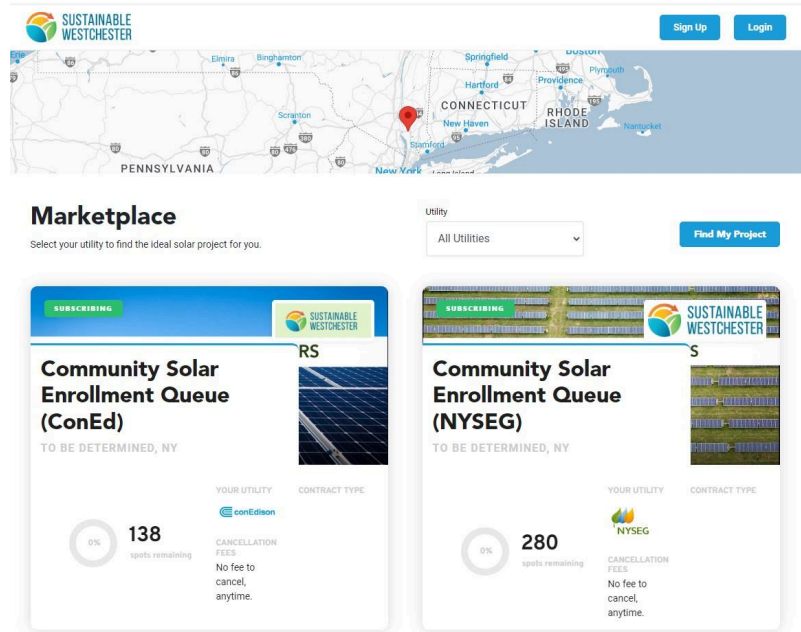 SUSTAINABLE
WESTCHESTER
Sign Up
Login
Erie
Elmira
Binghamton
Springfield
Boston
Plymouth
Hartford
Providence
CONNECTICUT
RHODE
ISLAND
Scranton
New Haven
Nantucket
Stamford
PENNSYLVANIA
New York
Long Island
Marketplace
Select your utility to find the ideal solar project for you.
Utility
All Utilities
Find My Project
SUBSCRIBING
SUSTAINABLE
WESTCHESTER
RS
Community Solar
Enrollment Queue
(ConEd)
TO BE DETERMINED, NY
YOUR UTILITY
CONTRACT TYPE
conEdison
0%
138
spots remaining
CANCELLATION
FEES
No fee to
cancel,
anytime.
SUBSCRIBING
SUSTAINABLE
WESTCHESTER
S
Community Solar
Enrollment Queue
(NYSEG)
TO BE DETERMINED, NY
YOUR UTILITY
CONTRACT TYPE
NYSEG
0%
280
spots remaining
CANCELLATION
FEES
No fee to
cancel,
anytime.